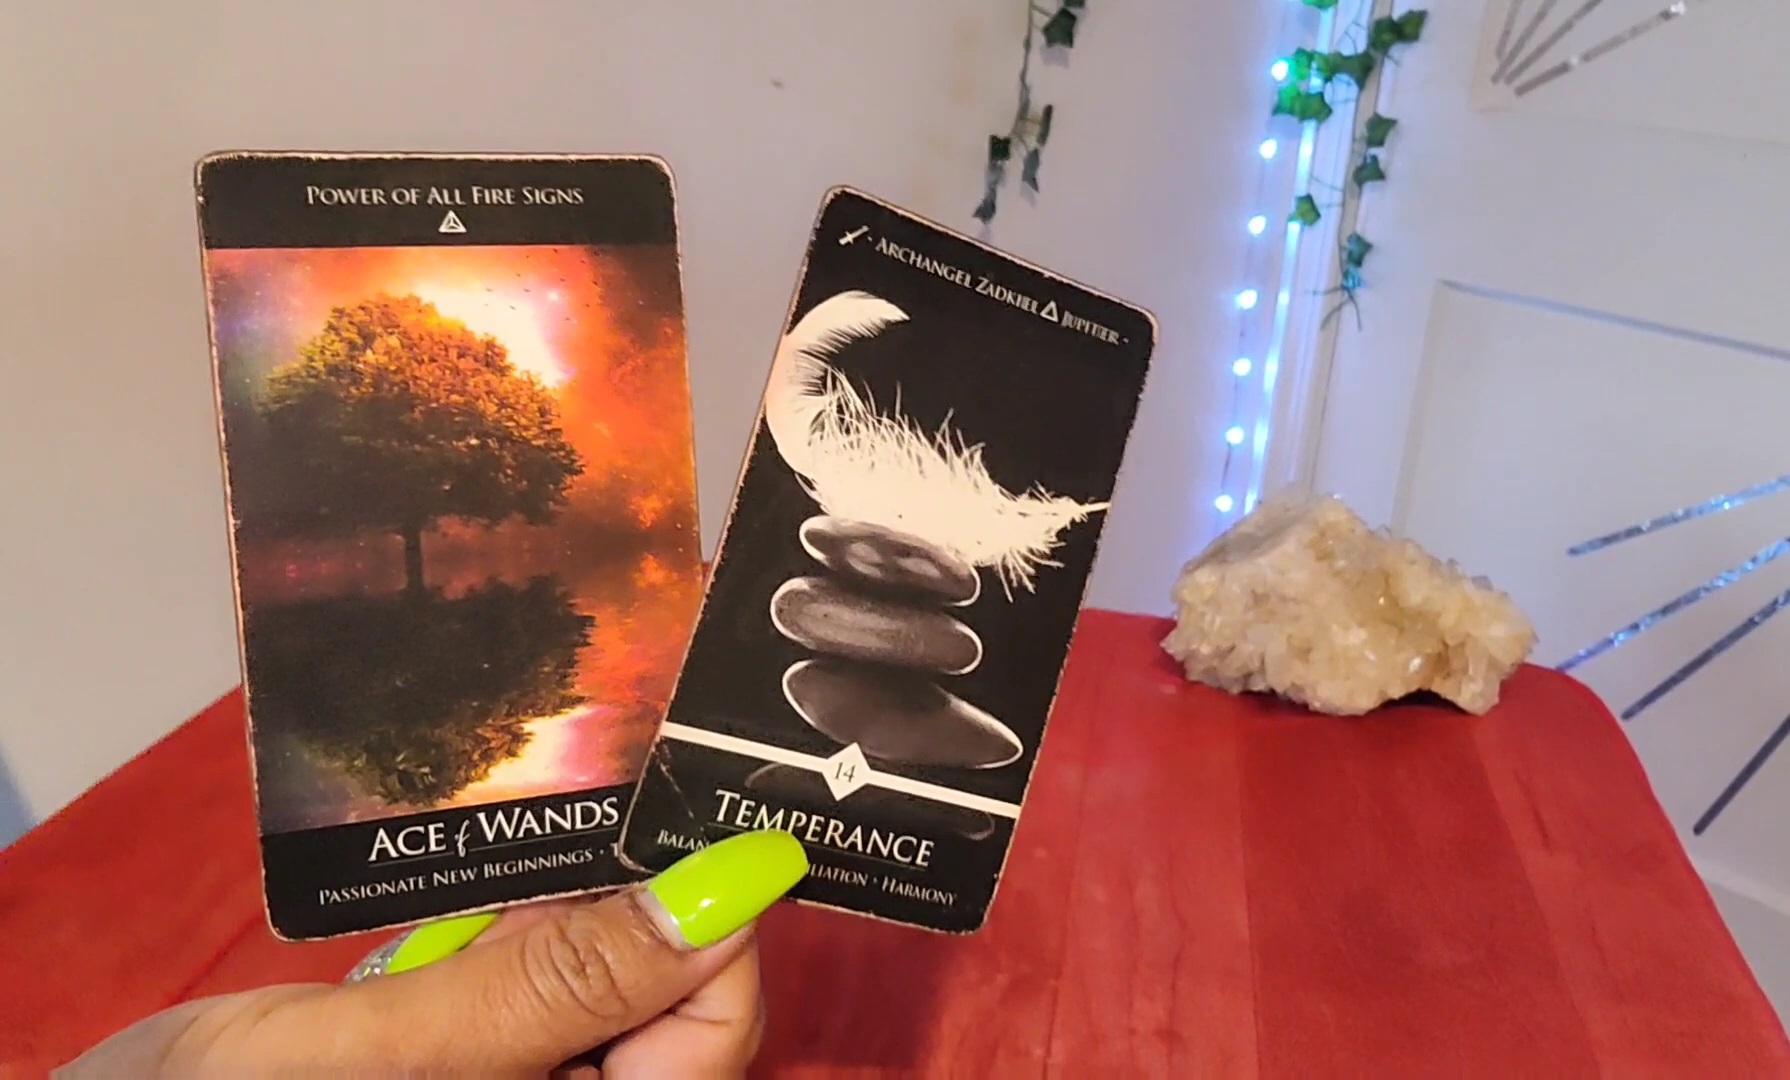 POWER OF ALL FIRE SIGNS
ACE of WANDS
PASSIONATE NEW BEGINNINGS ·
- ARCHANGEL ZADKIEL JUPITER -
14
TEMPERANCE
HARMONY